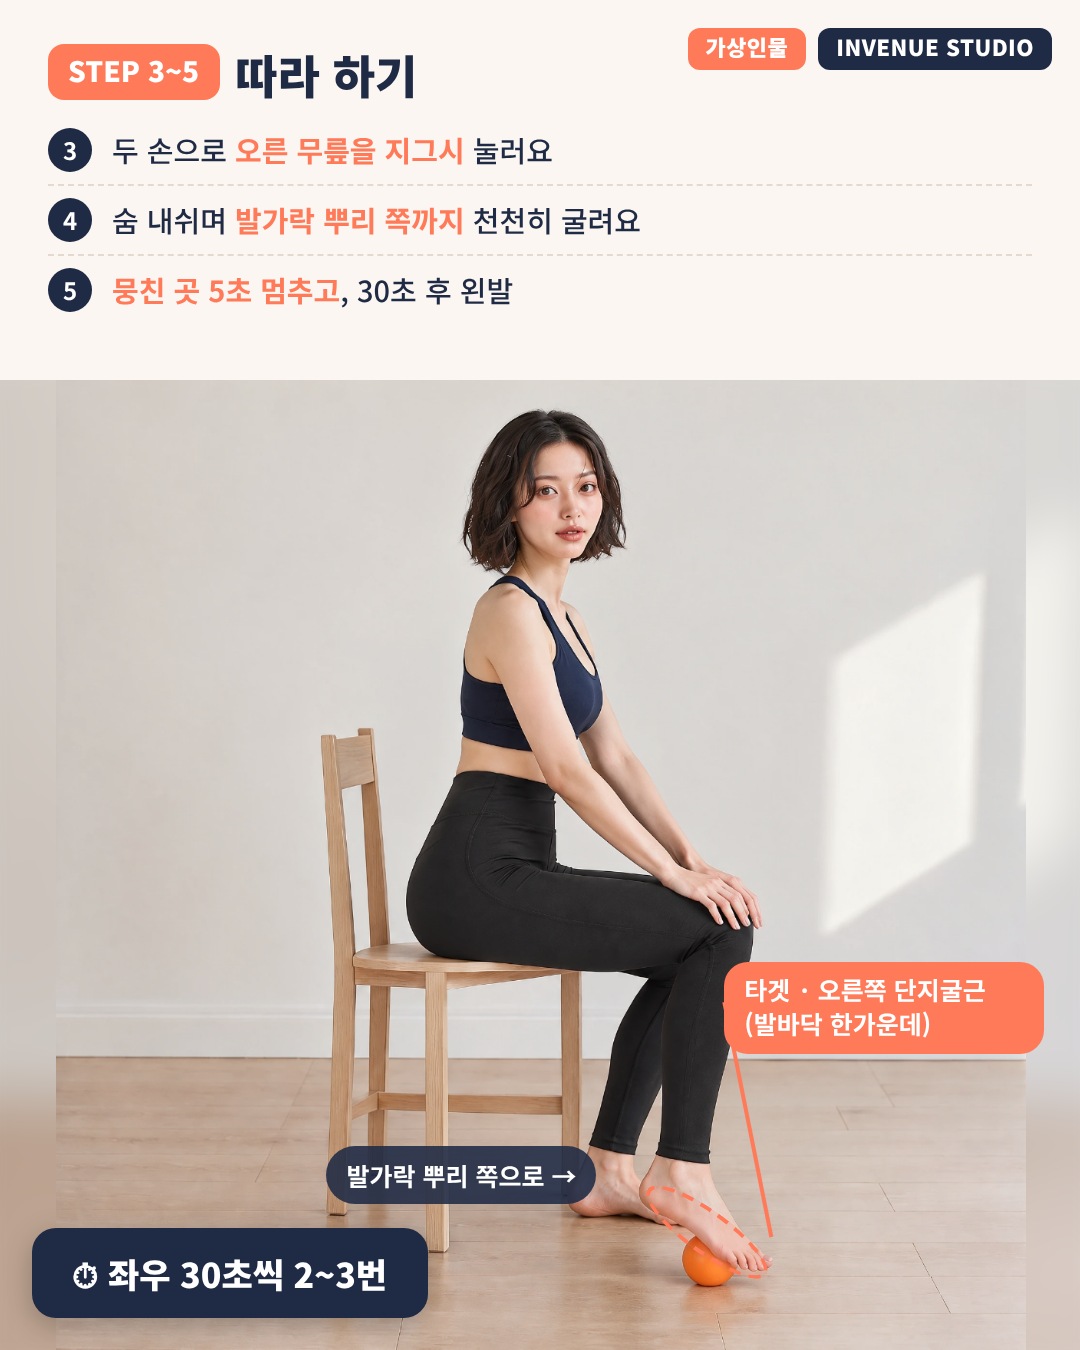 STEP 3~5
따라 하기
가상인물
INVENUE STUDIO
3 두 손으로 오른 무릎을 지그시 눌러요
4 숨 내쉬며 발가락 뿌리 쪽까지 천천히 굴려요
5 뭉친 곳 5초 멈추고, 30초 후 왼발
타겟 · 오른쪽 단지굴근
(발바닥 한가운데)
발가락 뿌리 쪽으로 →
⏱ 좌우 30초씩 2~3번